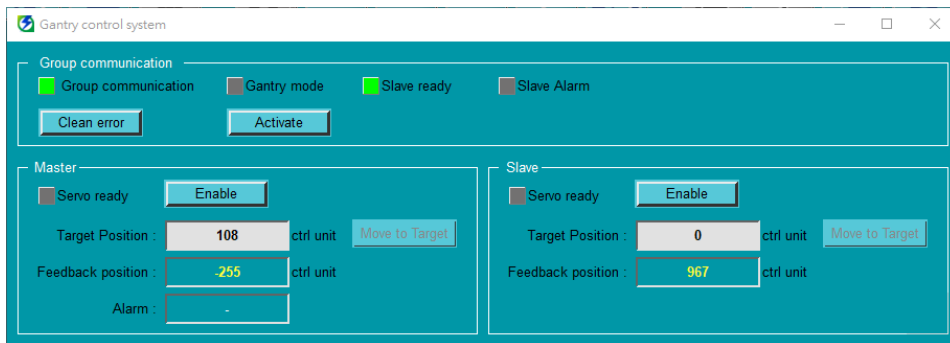 Gantry control system
Group communication
Group communication Gantry mode Slave ready Slave Alarm
Clean error Activate
Master
Servo ready Enable
Target Position : 108 ctrl unit Move to Target
Feedback position : -255 ctrl unit
Alarm : -
Slave
Servo ready Enable
Target Position : 0 ctrl unit Move to Target
Feedback position : 967 ctrl unit